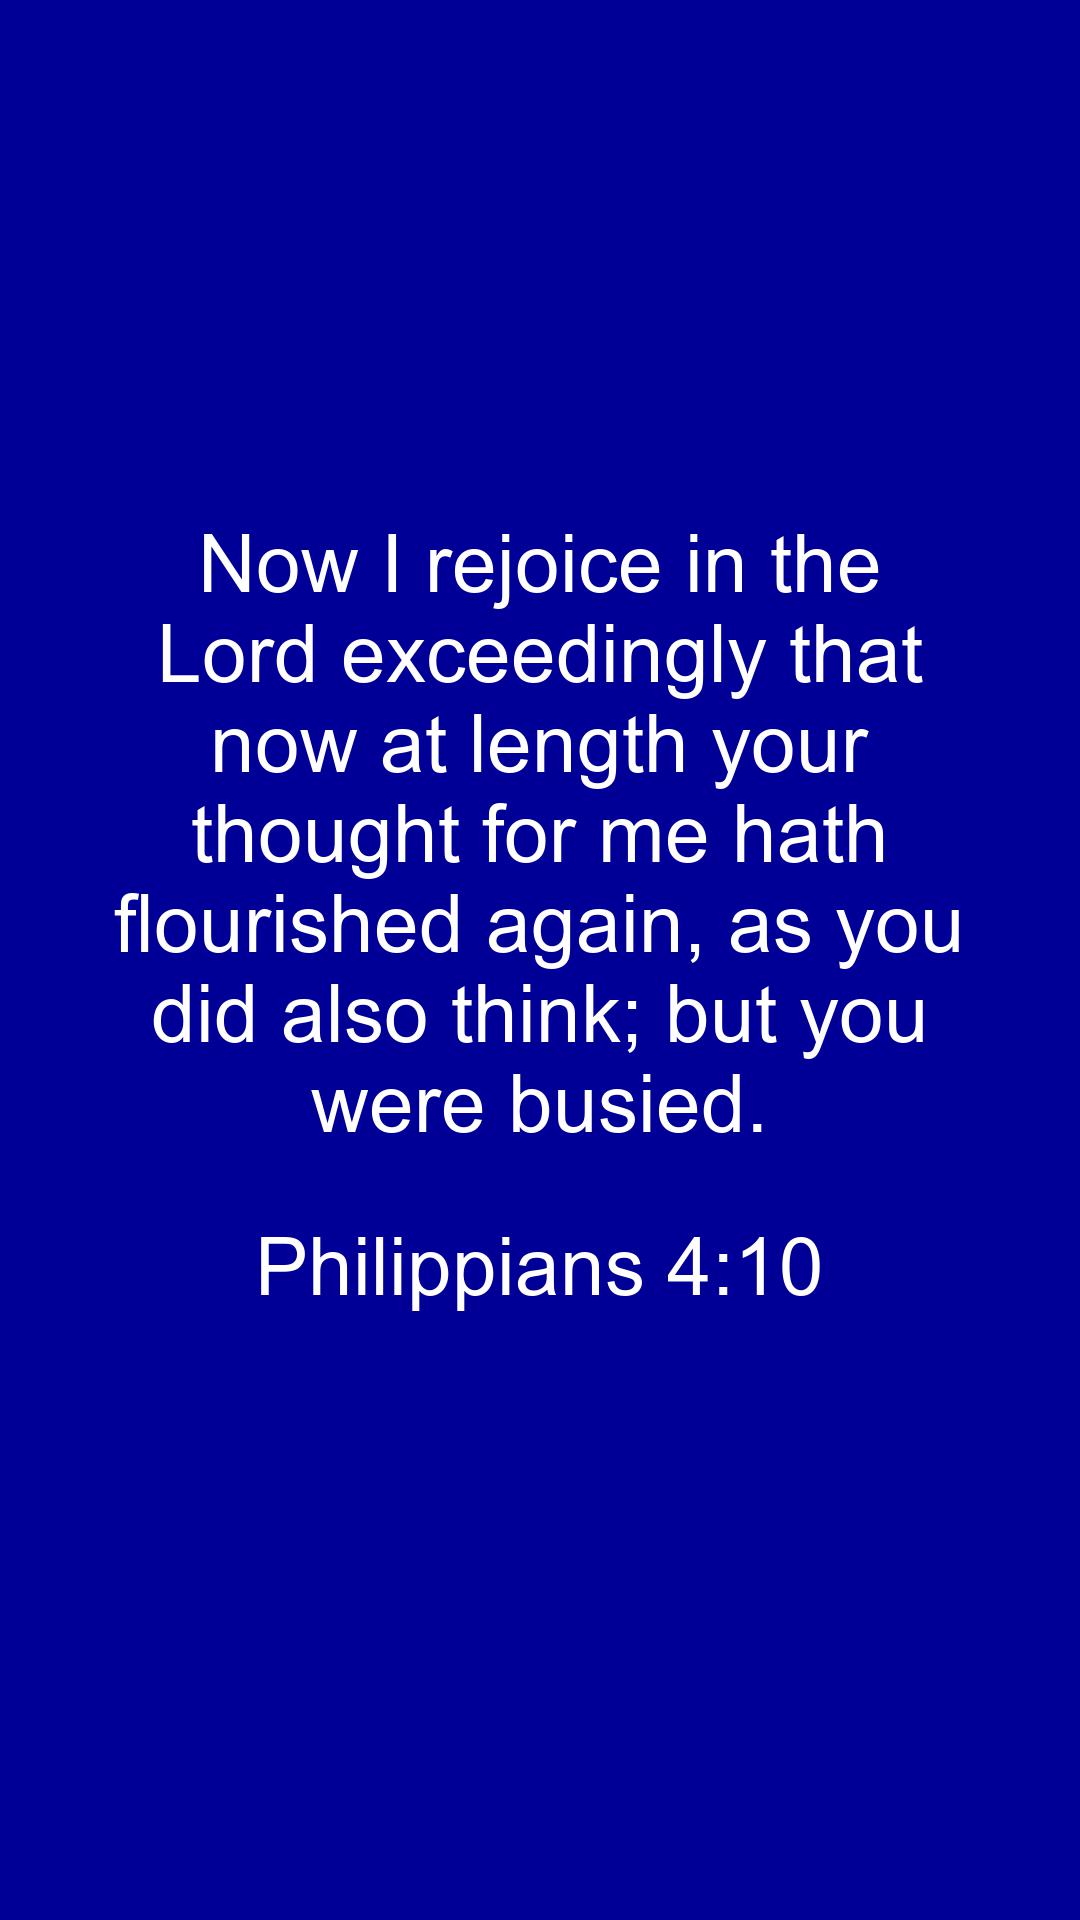 Now I rejoice in the
Lord exceedingly that
now at length your
thought for me hath
flourished again, as you
did also think; but you
were busied.
Philippians 4:10